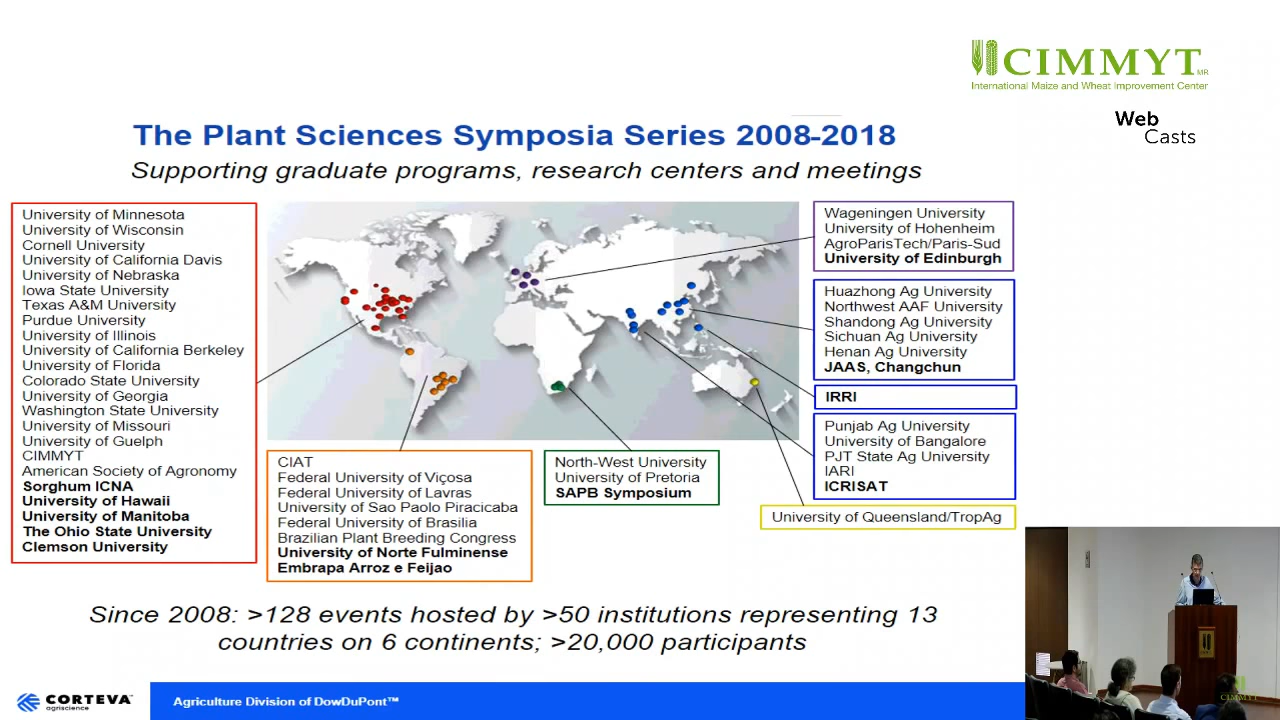 CIMMYT MR
International Maize and Wheat Improvement Center
Web
Casts
The Plant Sciences Symposia Series 2008-2018
Supporting graduate programs, research centers and meetings
University of Minnesota
University of Wisconsin
Cornell University
University of California Davis
University of Nebraska
Iowa State University
Texas A&M University
Purdue University
University of Illinois
University of California Berkeley
University of Florida
Colorado State University
University of Georgia
Washington State University
University of Missouri
University of Guelph
CIMMYT
American Society of Agronomy
Sorghum ICNA
University of Hawaii
University of Manitoba
The Ohio State University
Clemson University
CIAT
Federal University of Viçosa
Federal University of Lavras
University of Sao Paolo Piracicaba
Federal University of Brasilia
Brazilian Plant Breeding Congress
University of Norte Fulminense
Embrapa Arroz e Feijao
North-West University
University of Pretoria
SAPB Symposium
Wageningen University
University of Hohenheim
AgroParisTech/Paris-Sud
University of Edinburgh
Huazhong Ag University
Northwest AAF University
Shandong Ag University
Sichuan Ag University
Henan Ag University
JAAS, Changchun
IRRI
Punjab Ag University
University of Bangalore
PJT State Ag University
IARI
ICRISAT
University of Queensland/TropAg
Since 2008: >128 events hosted by >50 institutions representing 13
countries on 6 continents; >20,000 participants
CORTEVA™
agriscience
Agriculture Division of DowDuPont™
CIMMYT